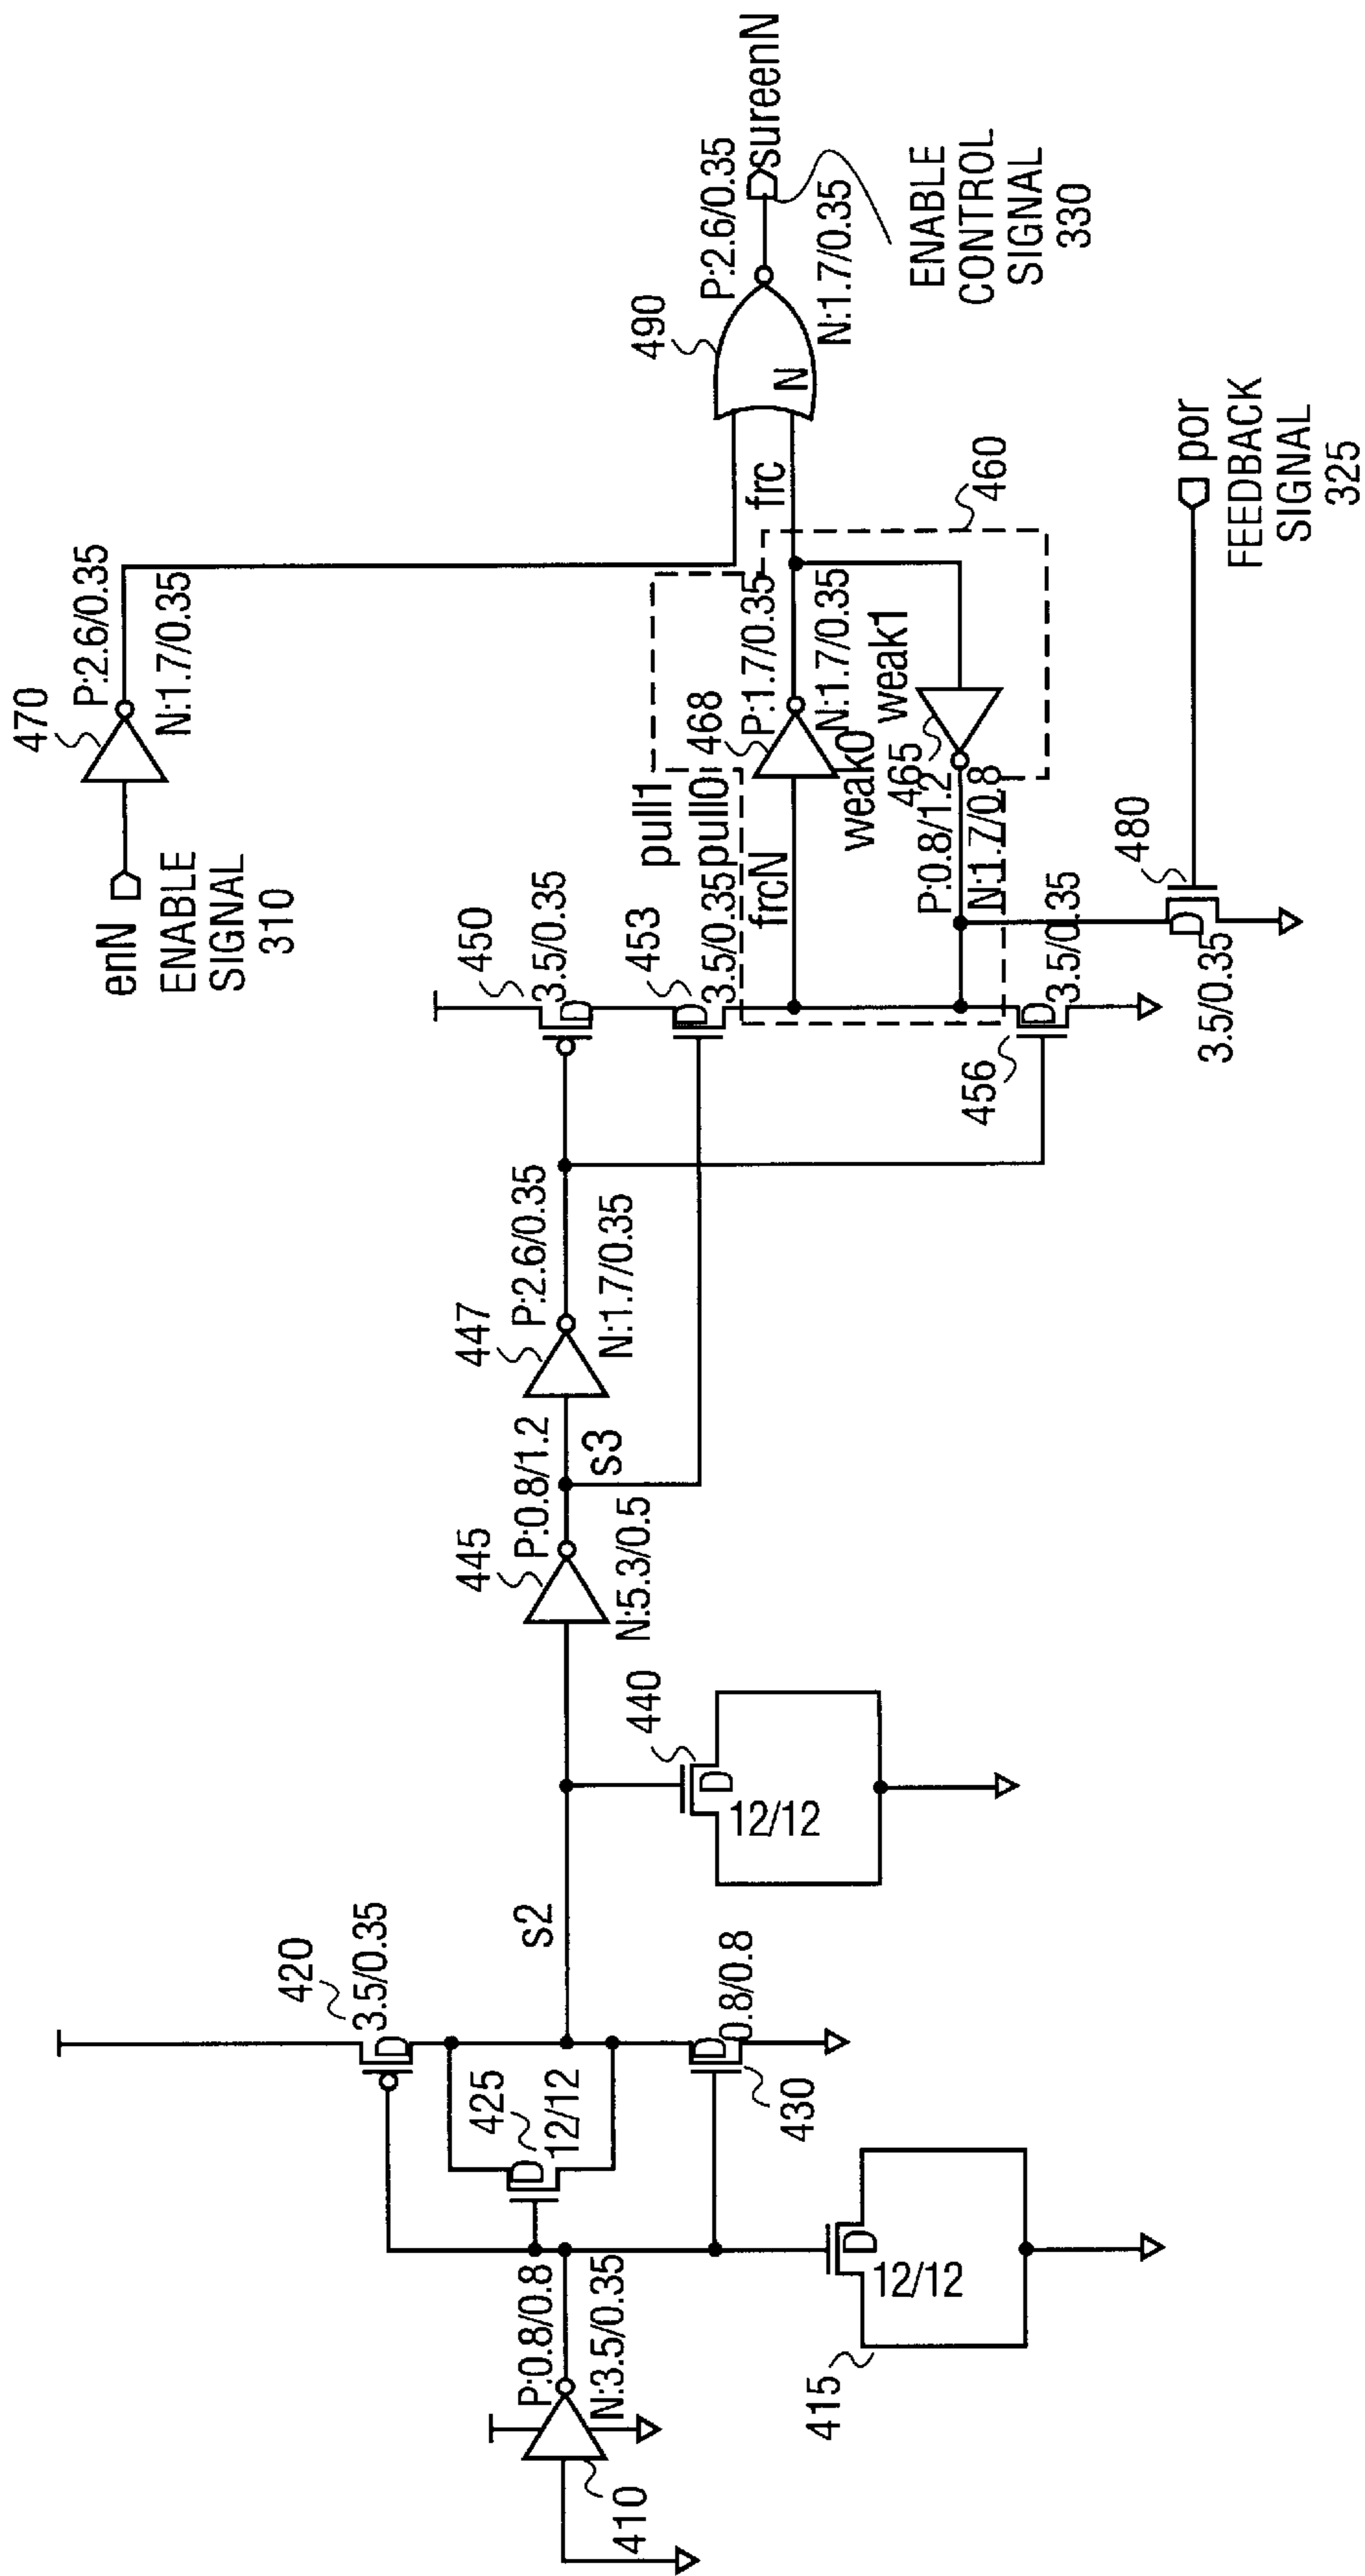 enN
ENABLE
SIGNAL
310
470
P:2.6/0.35
N:1.7/0.35
410
P:0.8/0.8
N:3.5/0.35
415
12/12
420
3.5/0.35
425
12/12
430
0.8/0.8
s2
440
12/12
445
P:0.8/1.2
N:5.3/0.5
s3
447
P:2.6/0.35
N:1.7/0.35
450
3.5/0.35
453
3.5/0.35
456
3.5/0.35
pull1
pull0
frcN
468
P:1.7/0.35
N:1.7/0.35
weak0
weak1
465
P:0.8/1.2
N:1.7/0.8
460
frc
480
3.5/0.35
por
FEEDBACK
SIGNAL
325
490
N
P:2.6/0.35
N:1.7/0.35
sureenN
ENABLE
CONTROL
SIGNAL
330
D
D
D
D
D
D
D
D
D